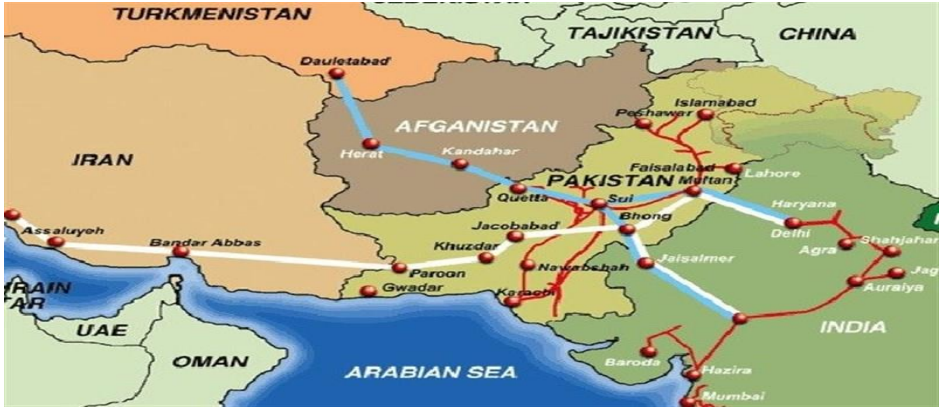 TURKMENISTAN
TAJIKISTAN
CHINA
Dauletabad
Islamabad
Peshawar
AFGANISTAN
Herat
Kandahar
IRAN
Faisalabad
Lahore
PAKISTAN
Multan
Quetta
Sui
Haryana
Bhong
Delhi
Assaluyeh
Jacobabad
Bandar Abbas
Khuzdar
Agra
Shahjahar
Jaisalmer
Paroon
Nawabshah
Jag
Gwadar
Auraiya
Karachi
UAE
INDIA
OMAN
Baroda
ARABIAN SEA
Hazira
Mumbai